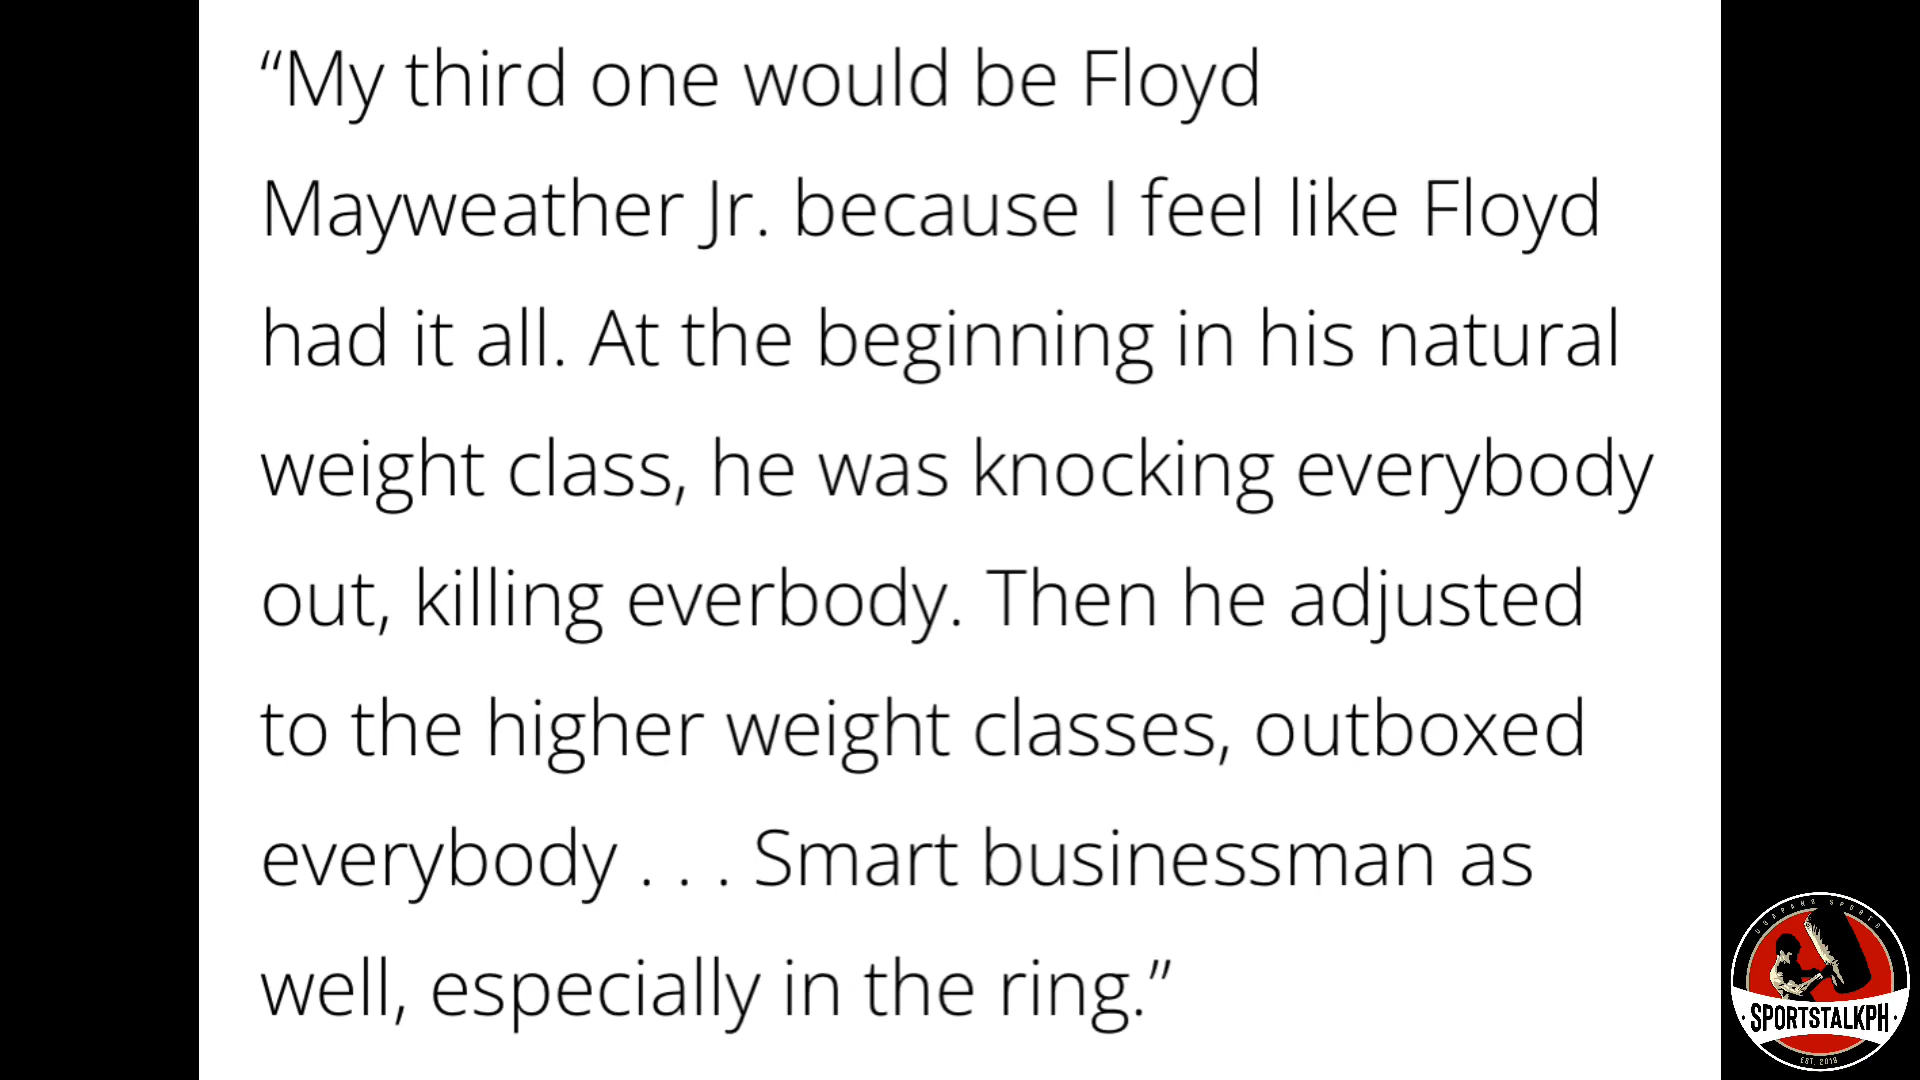 “My third one would be Floyd
Mayweather Jr. because I feel like Floyd
had it all. At the beginning in his natural
weight class, he was knocking everybody
out, killing everbody. Then he adjusted
to the higher weight classes, outboxed
everybody . . . Smart businessman as
well, especially in the ring.”
SPORTSTALKPH
EST. 2018